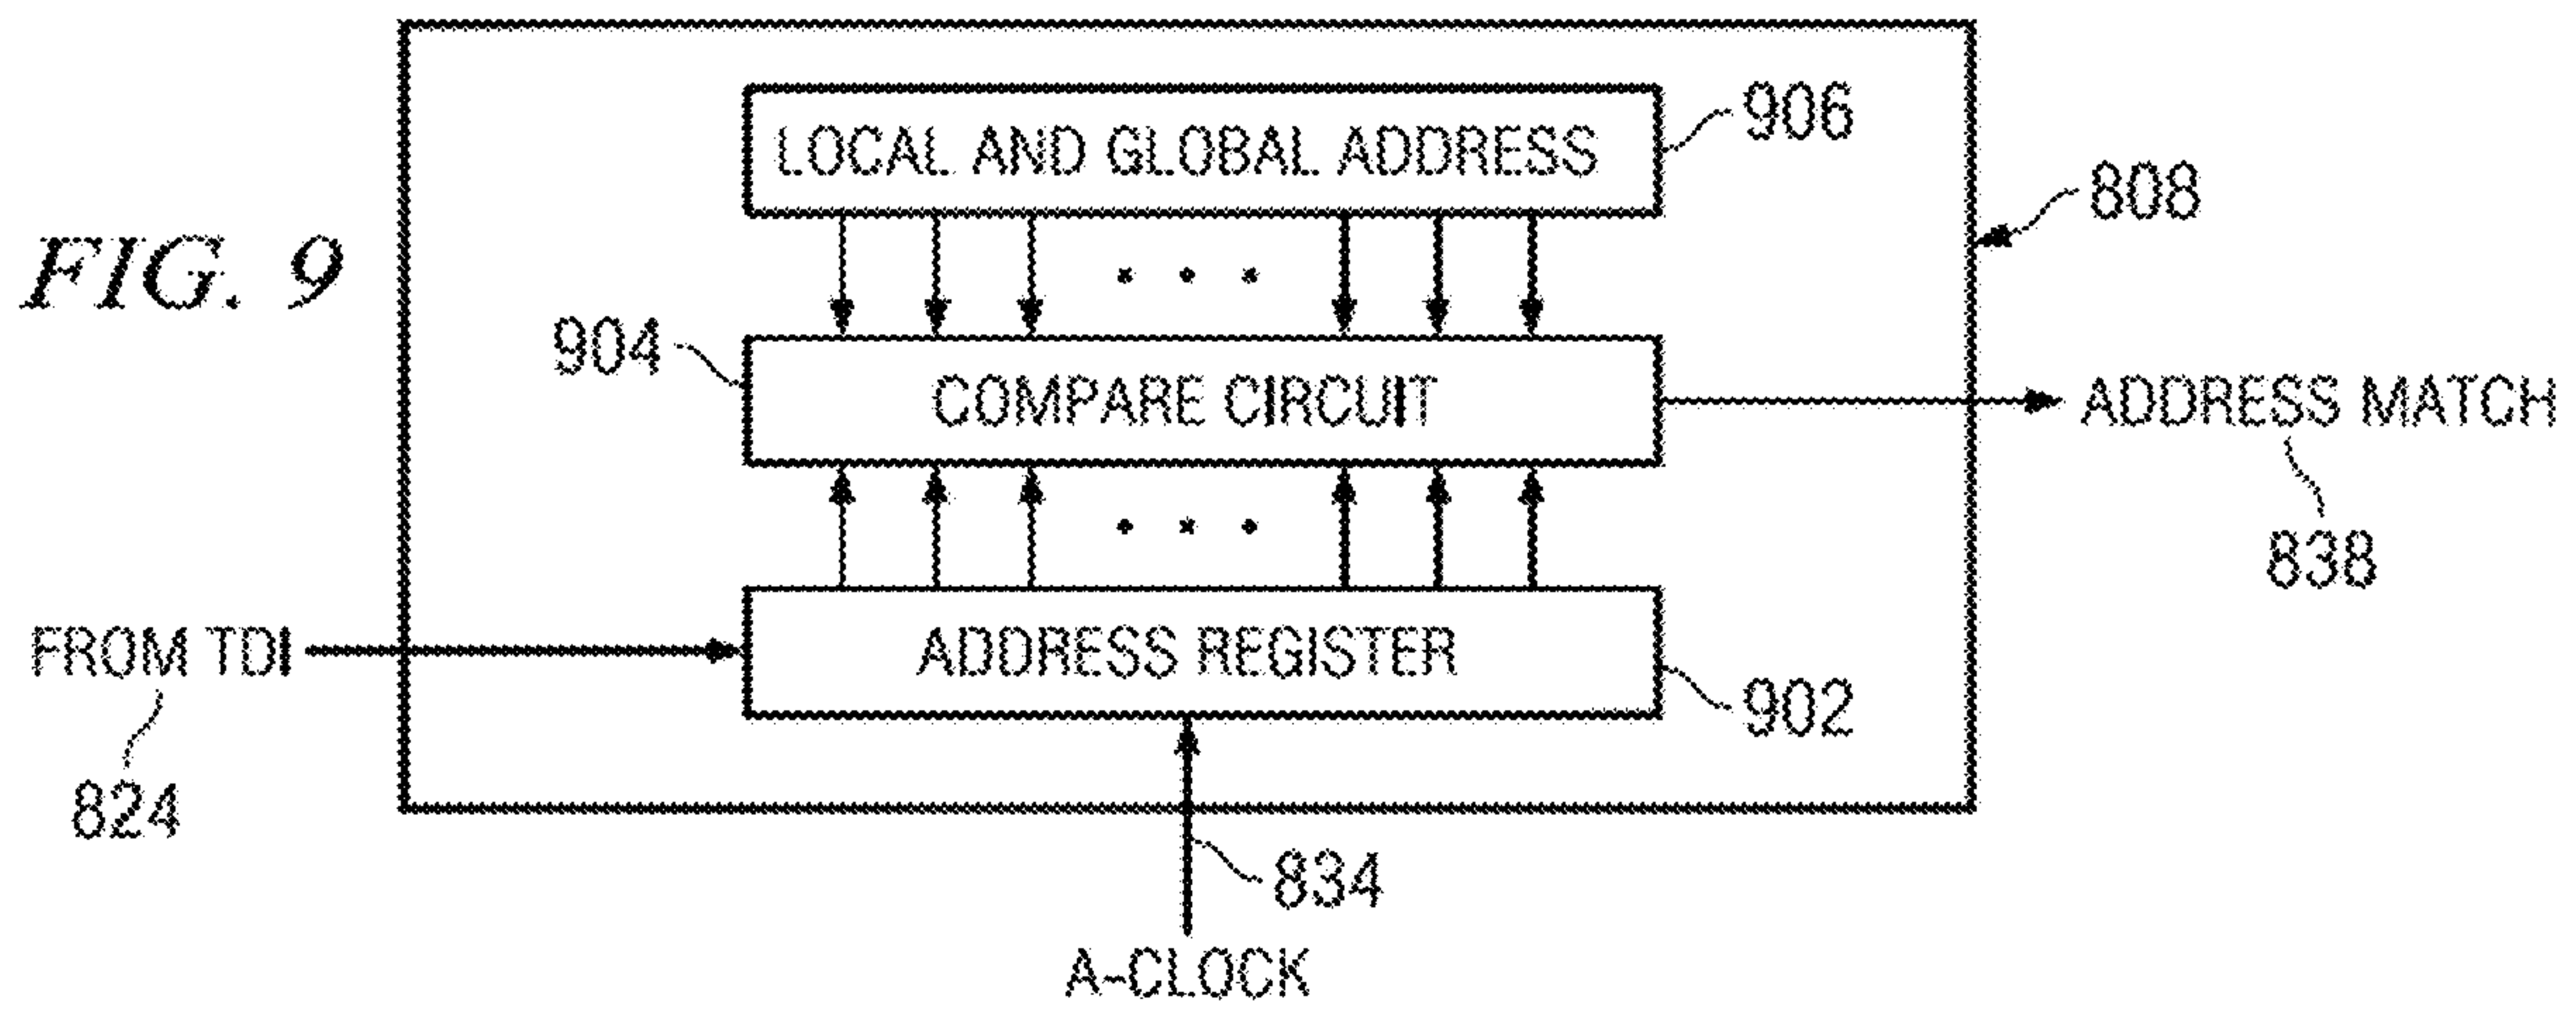 FIG. 9
LOCAL AND GLOBAL ADDRESS
906
808
904
COMPARE CIRCUIT
ADDRESS MATCH
838
FROM TDI
824
ADDRESS REGISTER
902
834
A-CLOCK